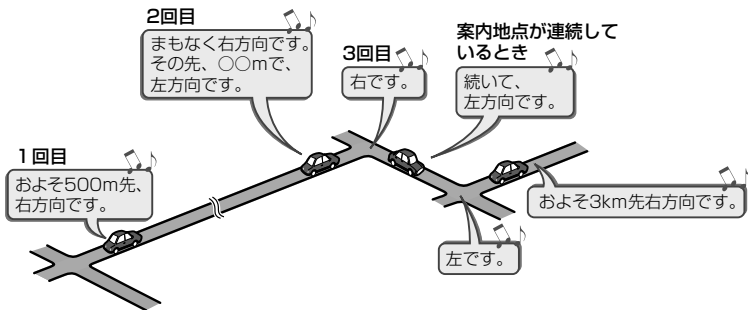 1回目
およそ500m先、
右方向です。
2回目
まもなく右方向です。
その先、○○mで、
左方向です。
3回目
右です。
案内地点が連続して
いるとき
続いて、
左方向です。
左です。
およそ3km先右方向です。